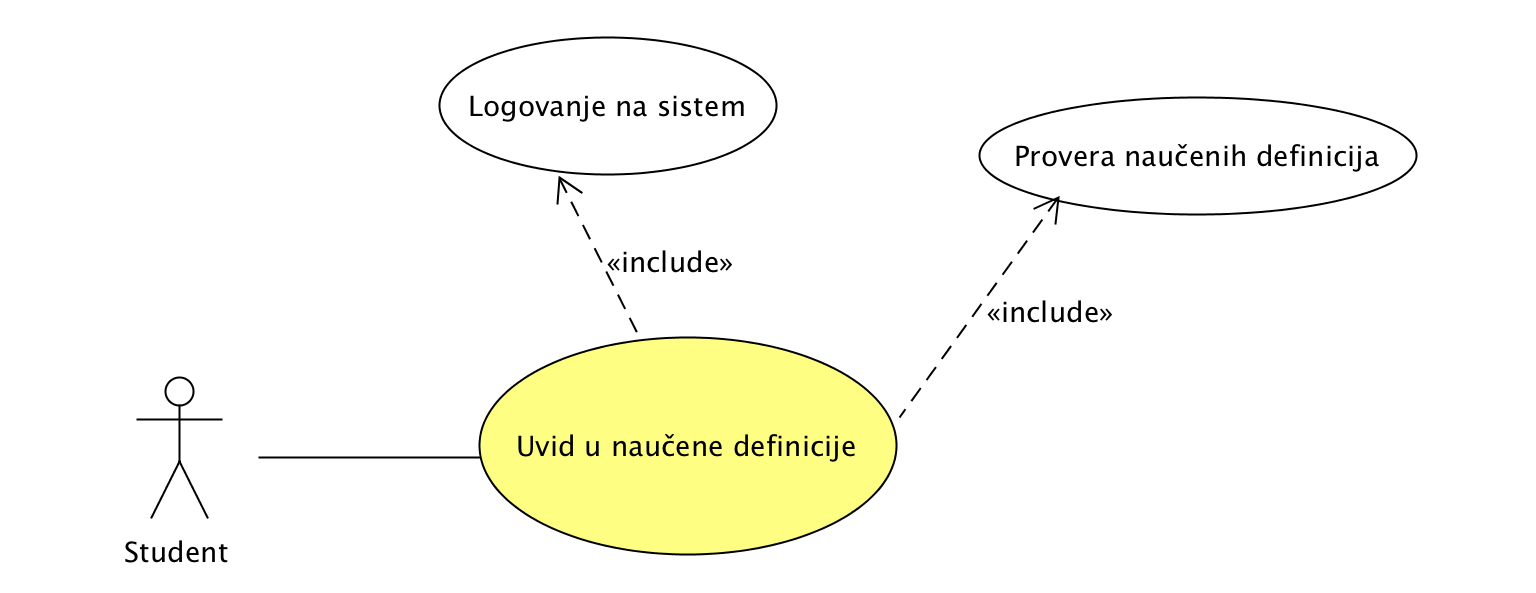 Logovanje na sistem
Provera naučenih definicija
«include»
«include»
Uvid u naučene definicije
Student